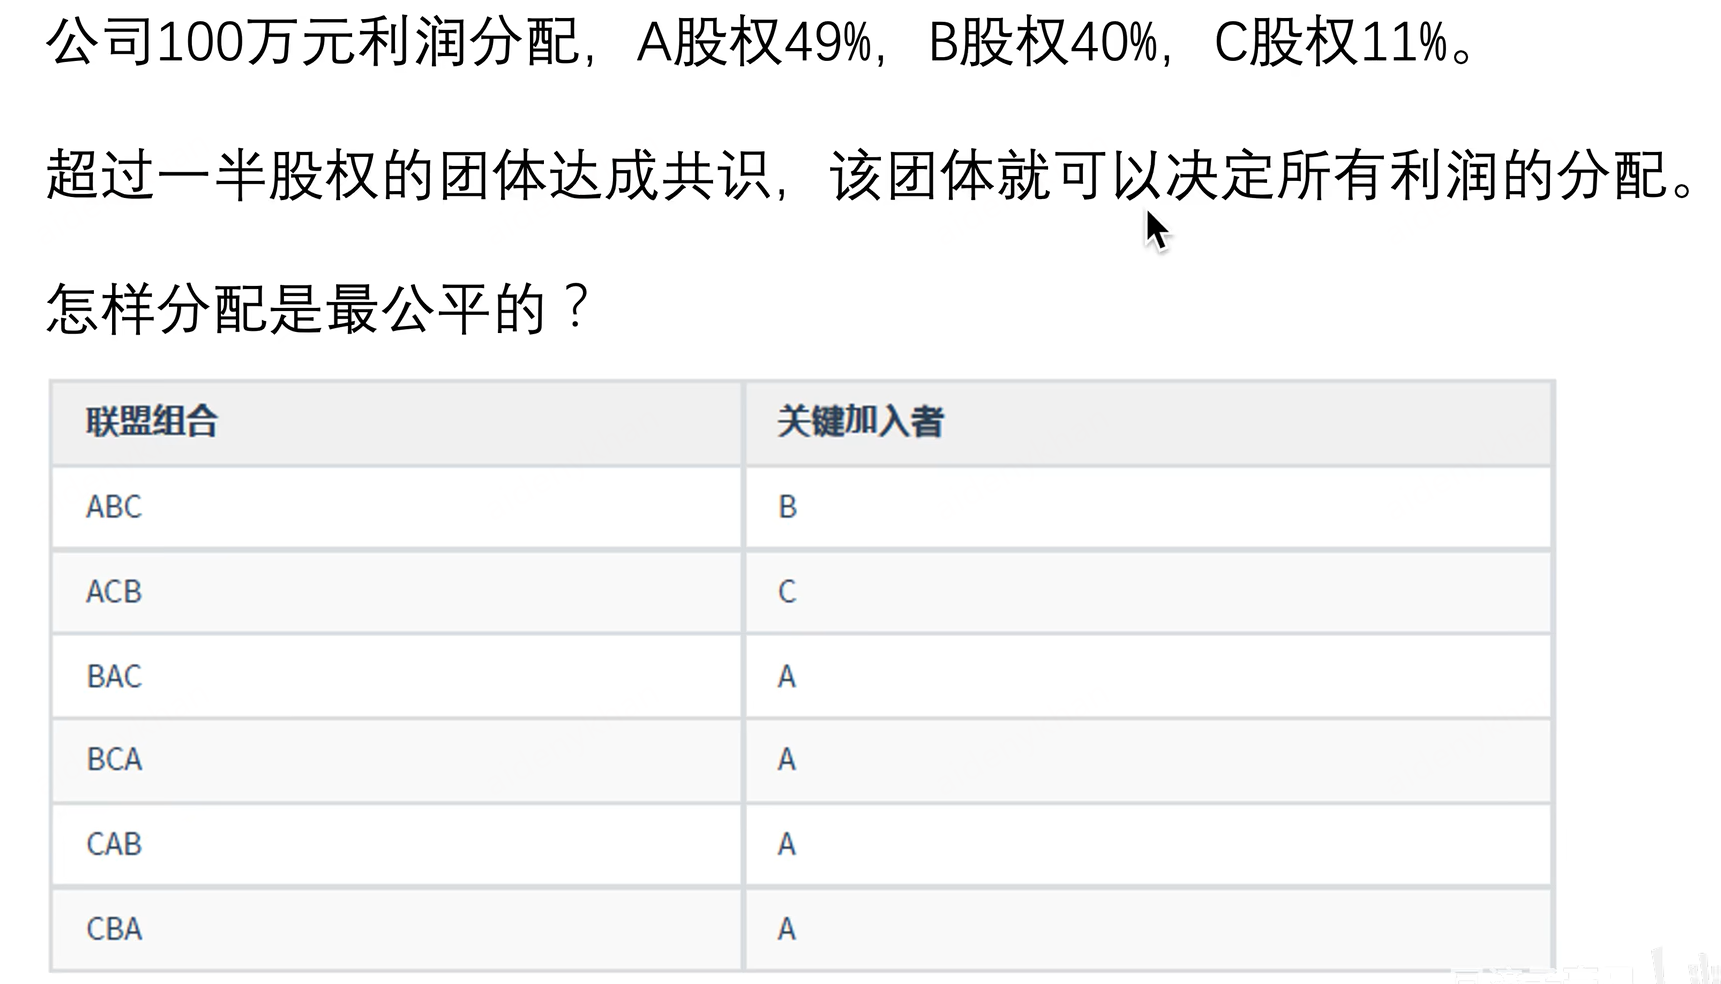 公司100万元利润分配，A股权49%，B股权40%，C股权11%。
超过一半股权的团体达成共识，该团体就可以决定所有利润的分配。
怎样分配是最公平的？
联盟组合 关键加入者
ABC B
ACB C
BAC A
BCA A
CAB A
CBA A